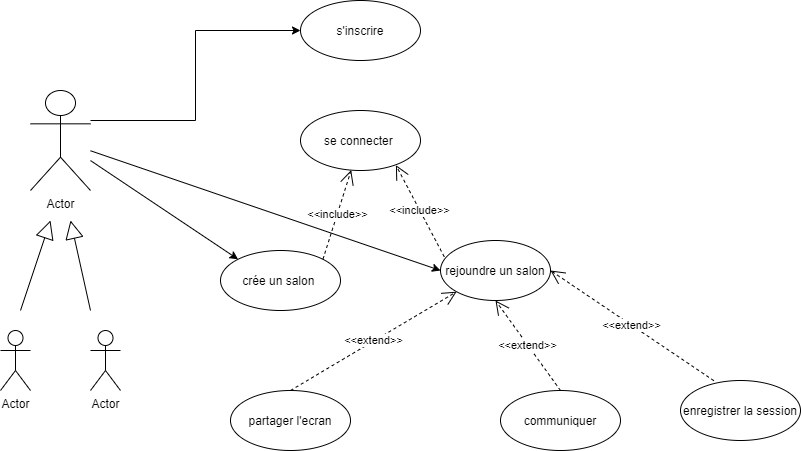 s'inscrire
se connecter
Actor
<<include>>
<<include>>
crée un salon
rejoundre un salon
<<extend>>
<<extend>>
<<extend>>
Actor
Actor
partager l'ecran
communiquer
enregistrer la session